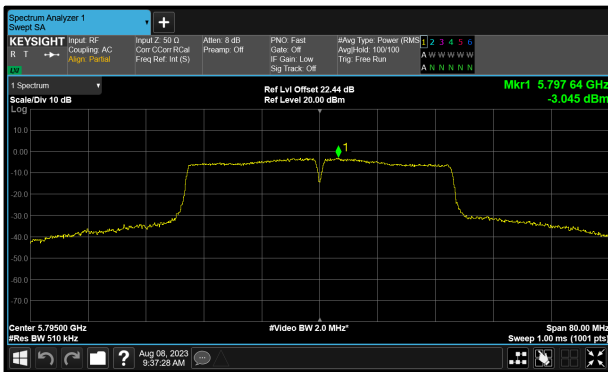 Spectrum Analyzer 1
Swept SA
KEYSIGHT
R T
LXI
Input: RF
Coupling: AC
Align: Partial
Input Z: 50 Ω
Corr CCorr RCal
Freq Ref: Int (S)
Atten: 8 dB
Preamp: Off
PNO: Fast
Gate: Off
IF Gain: Low
Sig Track: Off
#Avg Type: Power (RMS
Avg|Hold: 100/100
Trig: Free Run
1 2 3 4 5 6
A W W W W W
A N N N N N
1 Spectrum
Scale/Div 10 dB
Log
Ref Lvl Offset 22.44 dB
Ref Level 20.00 dBm
Mkr1 5.797 64 GHz
-3.045 dBm
10.0
0.00
1
-10.0
-20.0
-30.0
-40.0
-50.0
-60.0
-70.0
Center 5.79500 GHz
#Video BW 2.0 MHz*
Span 80.00 MHz
#Res BW 510 kHz
Sweep 1.00 ms (1001 pts)
?
Aug 08, 2023
9:37:28 AM